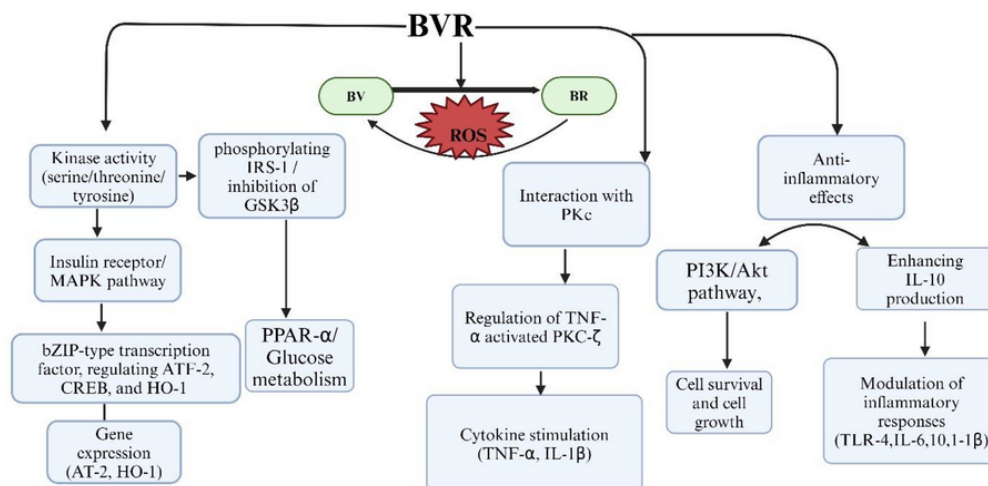 BVR
BV
BR
ROS
Kinase activity
(serine/threonine/
tyrosine)
phosphorylating
IRS-1 /
inhibition of
GSK3β
Insulin receptor/
MAPK pathway
bZIP-type transcription
factor, regulating ATF-2,
CREB, and HO-1
Gene
expression
(AT-2, HO-1)
PPAR-α/
Glucose
metabolism
Interaction with
PKc
Regulation of TNF-
α activated PKC-ζ
Cytokine stimulation
(TNF-α, IL-1β)
Anti-
inflammatory
effects
PI3K/Akt
pathway,
Cell survival
and cell
growth
Enhancing
IL-10
production
Modulation of
inflammatory
responses
(TLR-4,IL-6,10,1-1β)